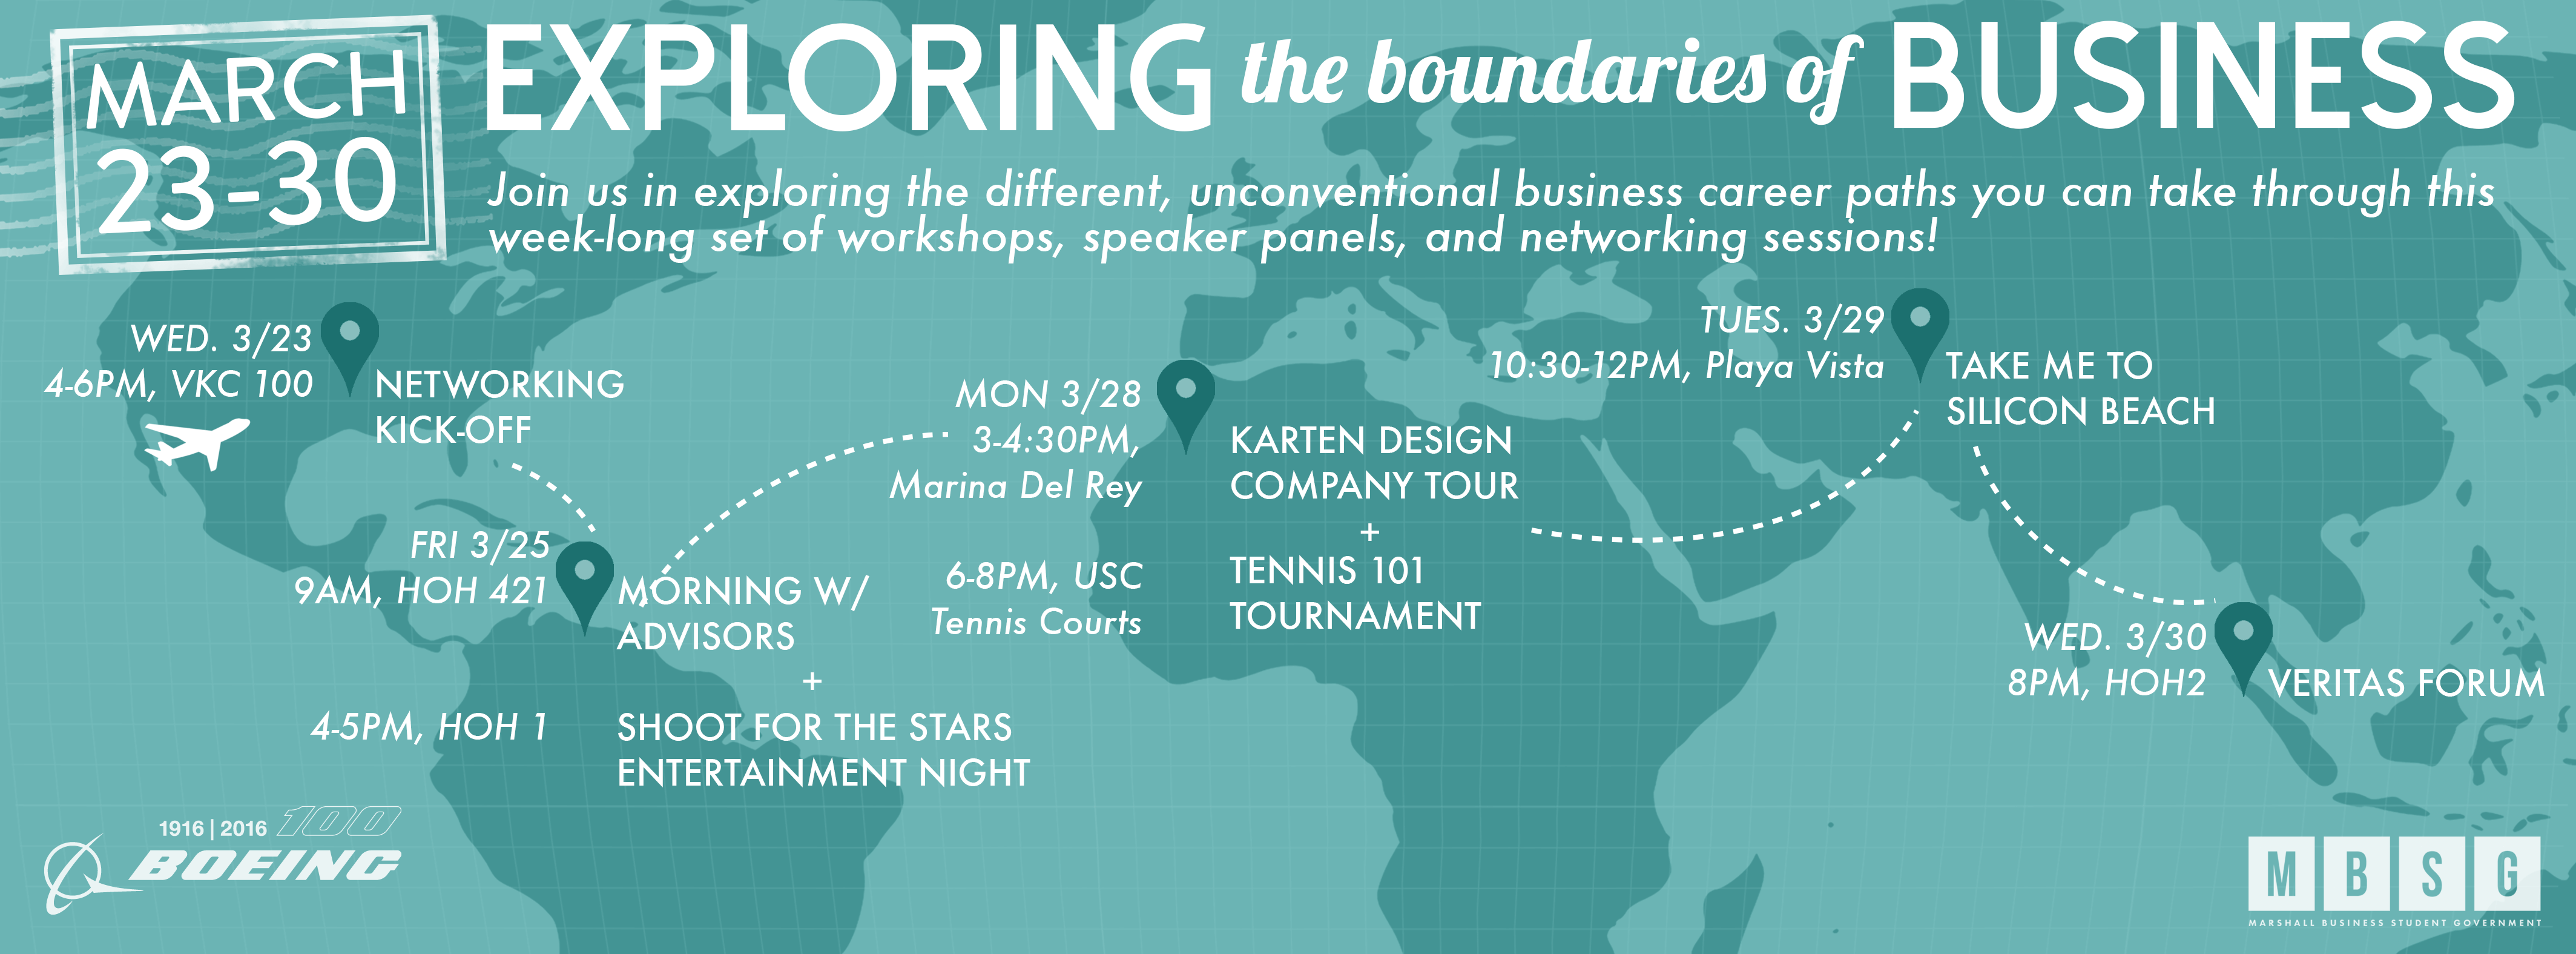 MARCH
23-30
EXPLORING the boundaries of BUSINESS
Join us in exploring the different, unconventional business career paths you can take through this
week-long set of workshops, speaker panels, and networking sessions!
WED. 3/23
4-6PM, VKC 100
NETWORKING
KICK-OFF
FRI 3/25
9AM, HOH 421
MORNING W/
ADVISORS
+
4-5PM, HOH 1
SHOOT FOR THE STARS
ENTERTAINMENT NIGHT
MON 3/28
3-4:30PM,
Marina Del Rey
KARTEN DESIGN
COMPANY TOUR
+
6-8PM, USC
Tennis Courts
TENNIS 101
TOURNAMENT
TUES. 3/29
10:30-12PM, Playa Vista
TAKE ME TO
SILICON BEACH
WED. 3/30
8PM, HOH2
VERITAS FORUM
1916 | 2016 100
BOEING
M B S G
MARSHALL BUSINESS STUDENT GOVERNMENT